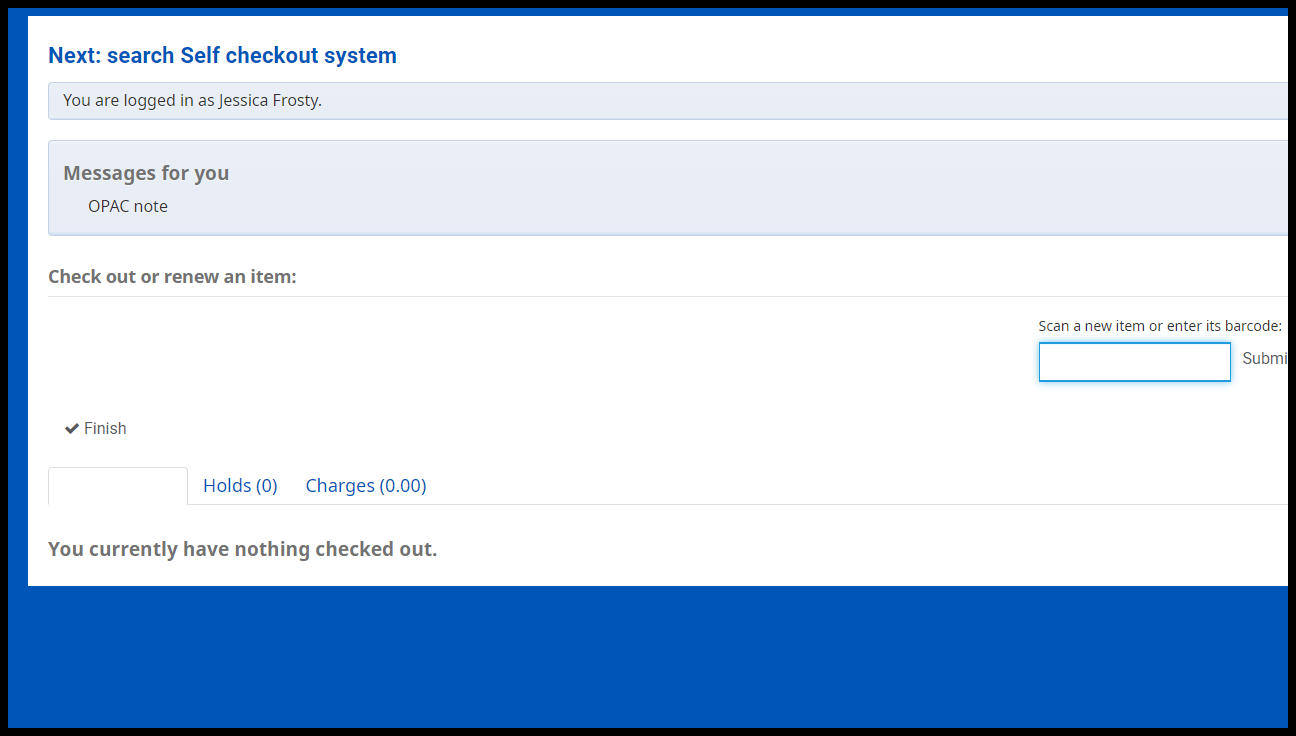 Next: search Self checkout system
You are logged in as Jessica Frosty.
Messages for you
OPAC note
Check out or renew an item:
Scan a new item or enter its barcode:
Submi
Finish
Holds (0) Charges (0.00)
You currently have nothing checked out.